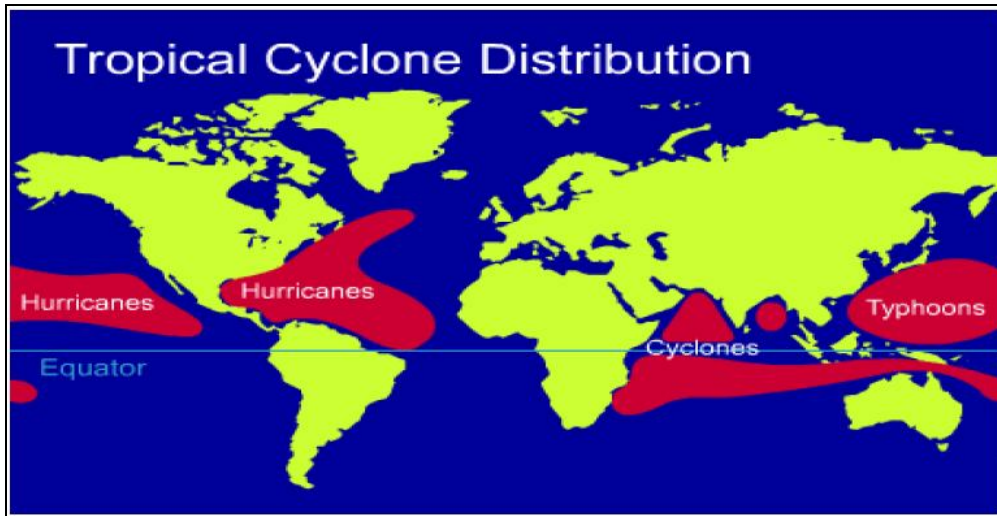 Tropical Cyclone Distribution
Hurricanes
Hurricanes
Typhoons
Cyclones
Equator